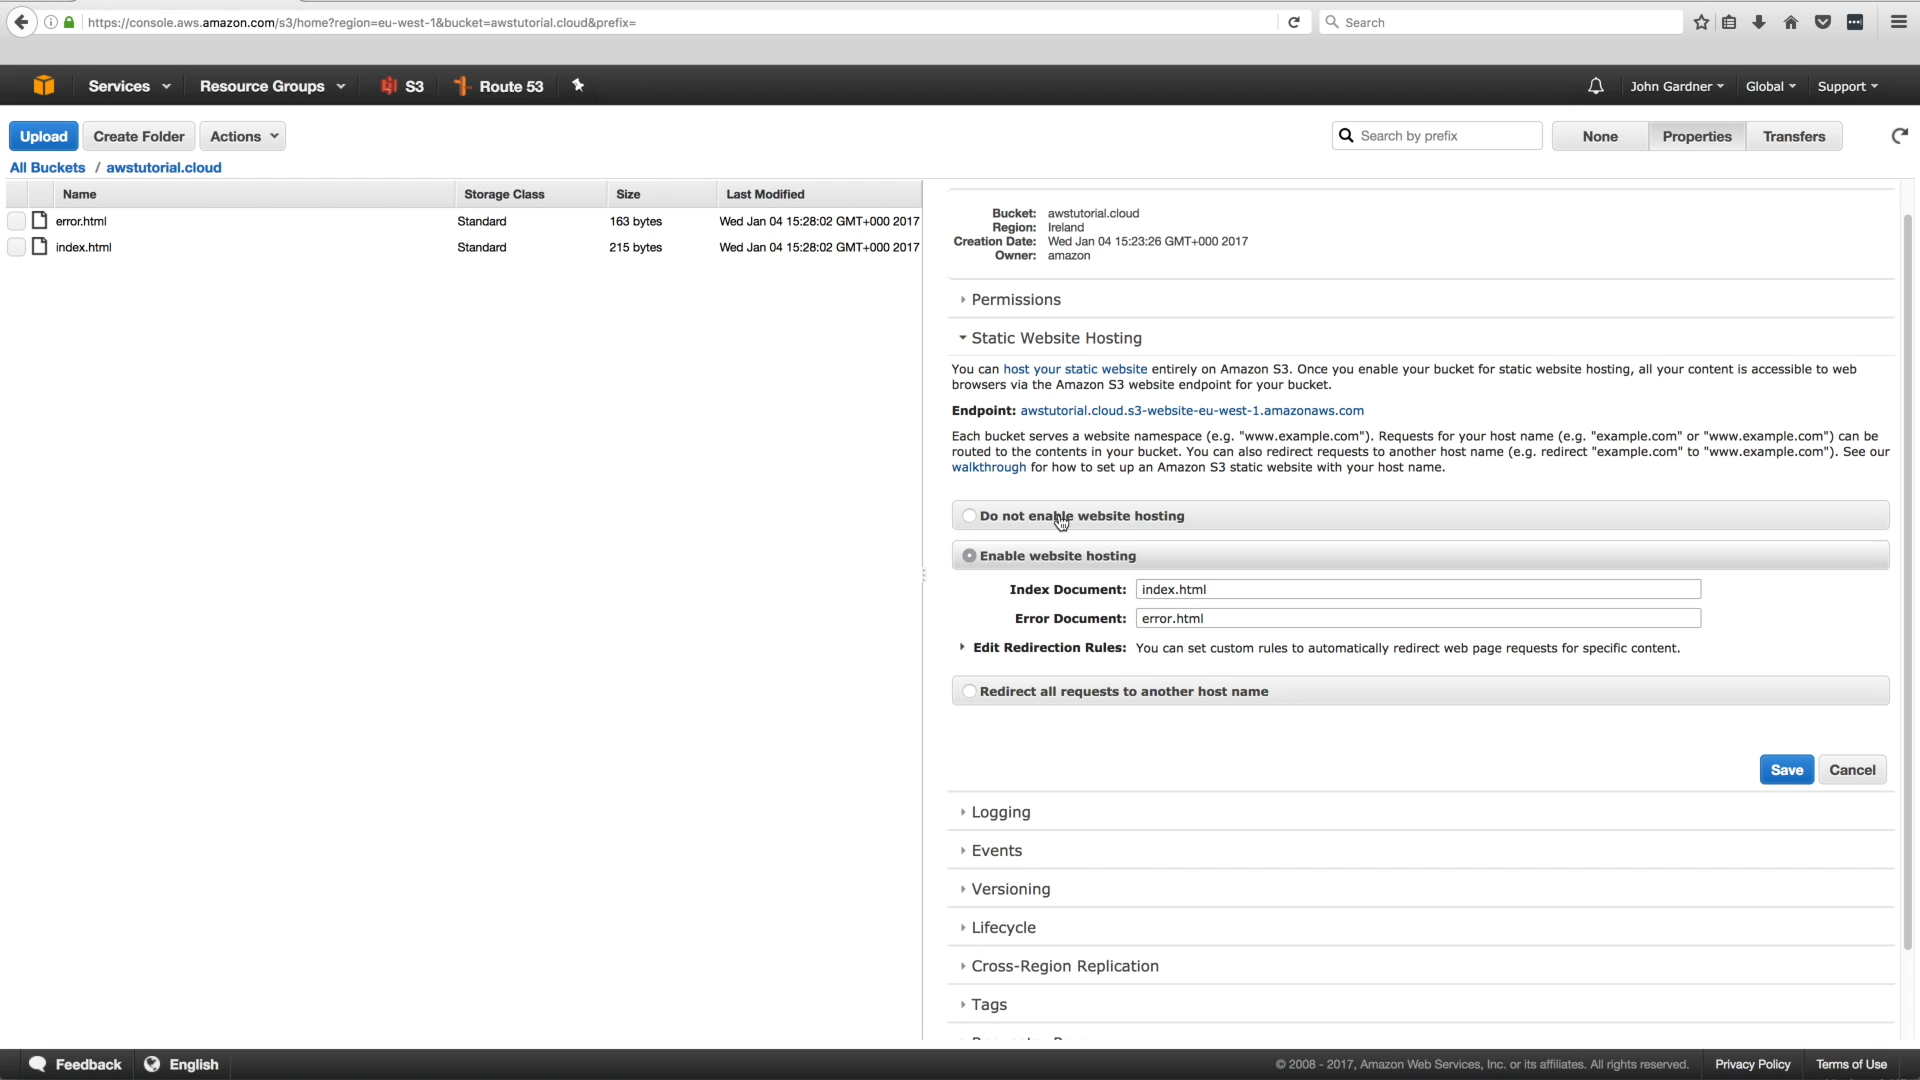 https://console.aws.amazon.com/s3/home?region=eu-west-1&bucket=awstutorial.cloud&prefix=
Search
Services
Resource Groups
S3
Route 53
John Gardner
Global
Support
Upload
Create Folder
Actions
Search by prefix
None
Properties
Transfers
All Buckets / awstutorial.cloud
Name Storage Class Size Last Modified
error.html Standard 163 bytes Wed Jan 04 15:28:02 GMT+000 2017
index.html Standard 215 bytes Wed Jan 04 15:28:02 GMT+000 2017
Bucket: awstutorial.cloud
Region: Ireland
Creation Date: Wed Jan 04 15:23:26 GMT+000 2017
Owner: amazon
Permissions
Static Website Hosting
You can host your static website entirely on Amazon S3. Once you enable your bucket for static website hosting, all your content is accessible to web
browsers via the Amazon S3 website endpoint for your bucket.
Endpoint: awstutorial.cloud.s3-website-eu-west-1.amazonaws.com
Each bucket serves a website namespace (e.g. "www.example.com"). Requests for your host name (e.g. "example.com" or "www.example.com") can be
routed to the contents in your bucket. You can also redirect requests to another host name (e.g. redirect "example.com" to "www.example.com"). See our
walkthrough for how to set up an Amazon S3 static website with your host name.
Do not enable website hosting
Enable website hosting
Index Document: index.html
Error Document: error.html
Edit Redirection Rules: You can set custom rules to automatically redirect web page requests for specific content.
Redirect all requests to another host name
Save
Cancel
Logging
Events
Versioning
Lifecycle
Cross-Region Replication
Tags
Feedback
English
© 2008 - 2017, Amazon Web Services, Inc. or its affiliates. All rights reserved.
Privacy Policy
Terms of Use